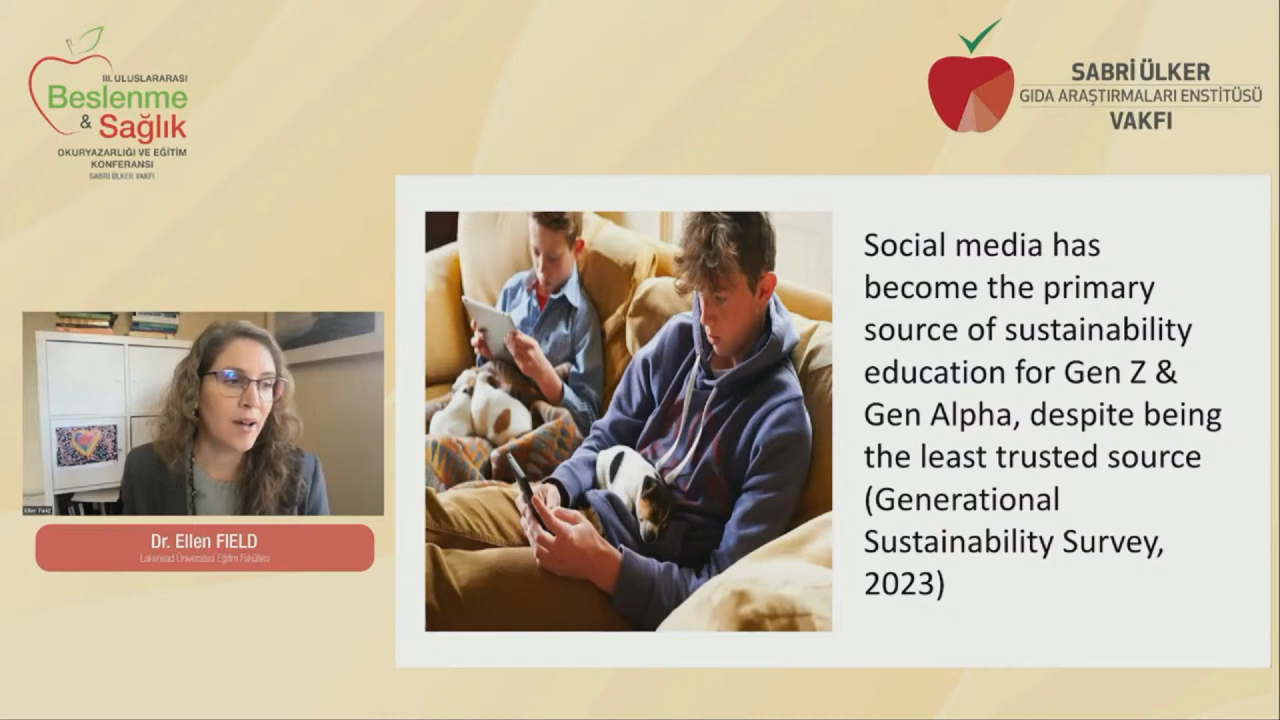 III. ULUSLARARASI
Beslenme
& Sağlık
OKURYAZARLIĞI VE EĞİTİM
KONFERANSI
SABRİ ÜLKER VAKFI
SABRİ ÜLKER
GIDA ARAŞTIRMALARI ENSTİTÜSÜ
VAKFI
Ellen Field
Dr. Ellen FIELD
Lakehead Üniversitesi Eğitim Fakültesi
Social media has
become the primary
source of sustainability
education for Gen Z &
Gen Alpha, despite being
the least trusted source
(Generational
Sustainability Survey,
2023)